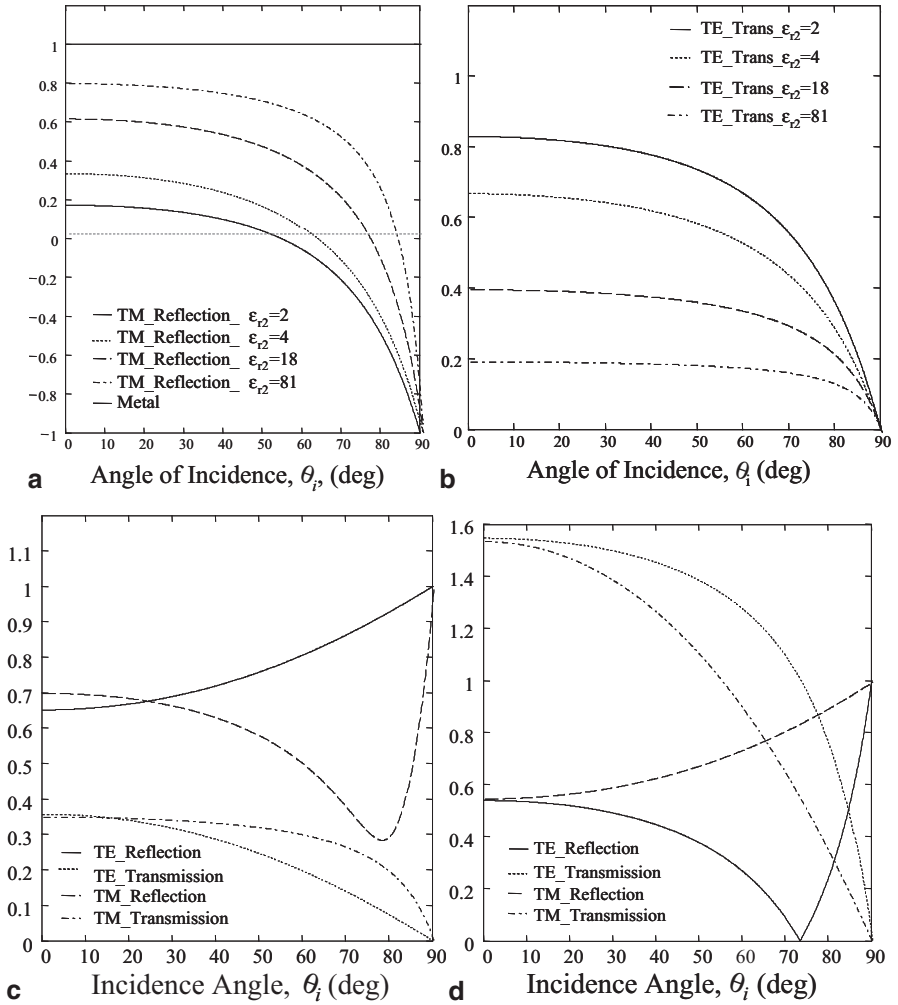 1
0.8
0.6
0.4
0.2
0
−0.2
−0.4
−0.6
−0.8
−1
TM_Reflection_ εr2=2
TM_Reflection_ εr2=4
TM_Reflection_ εr2=18
TM_Reflection_ εr2=81
Metal
0 10 20 30 40 50 60 70 80 90
Angle of Incidence, θi, (deg)
a
TE_Trans_εr2=2
TE_Trans_εr2=4
TE_Trans_εr2=18
TE_Trans_εr2=81
1
0.8
0.6
0.4
0.2
0
0 10 20 30 40 50 60 70 80 90
Angle of Incidence, θi (deg)
b
1.1
1
0.9
0.8
0.7
0.6
0.5
0.4
0.3
0.2
0.1
0
TE_Reflection
TE_Transmission
TM_Reflection
TM_Transmission
0 10 20 30 40 50 60 70 80 90
Incidence Angle, θi (deg)
c
1.6
1.4
1.2
1
0.8
0.6
0.4
0.2
0
TE_Reflection
TE_Transmission
TM_Reflection
TM_Transmission
0 10 20 30 40 50 60 70 80 90
Incidence Angle, θi (deg)
d